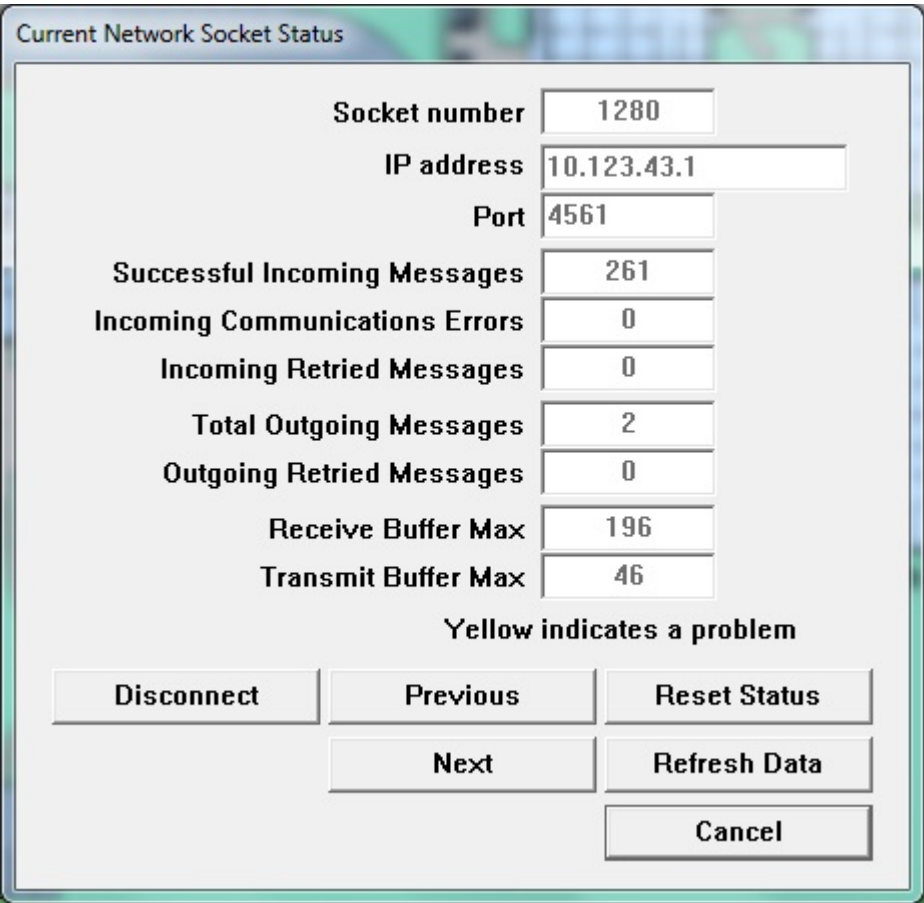 Current Network Socket Status
Socket number 1280
IP address 10.123.43.1
Port 4561
Successful Incoming Messages 261
Incoming Communications Errors 0
Incoming Retried Messages 0
Total Outgoing Messages 2
Outgoing Retried Messages 0
Receive Buffer Max 196
Transmit Buffer Max 46
Yellow indicates a problem
Disconnect Previous Reset Status
Next Refresh Data
Cancel